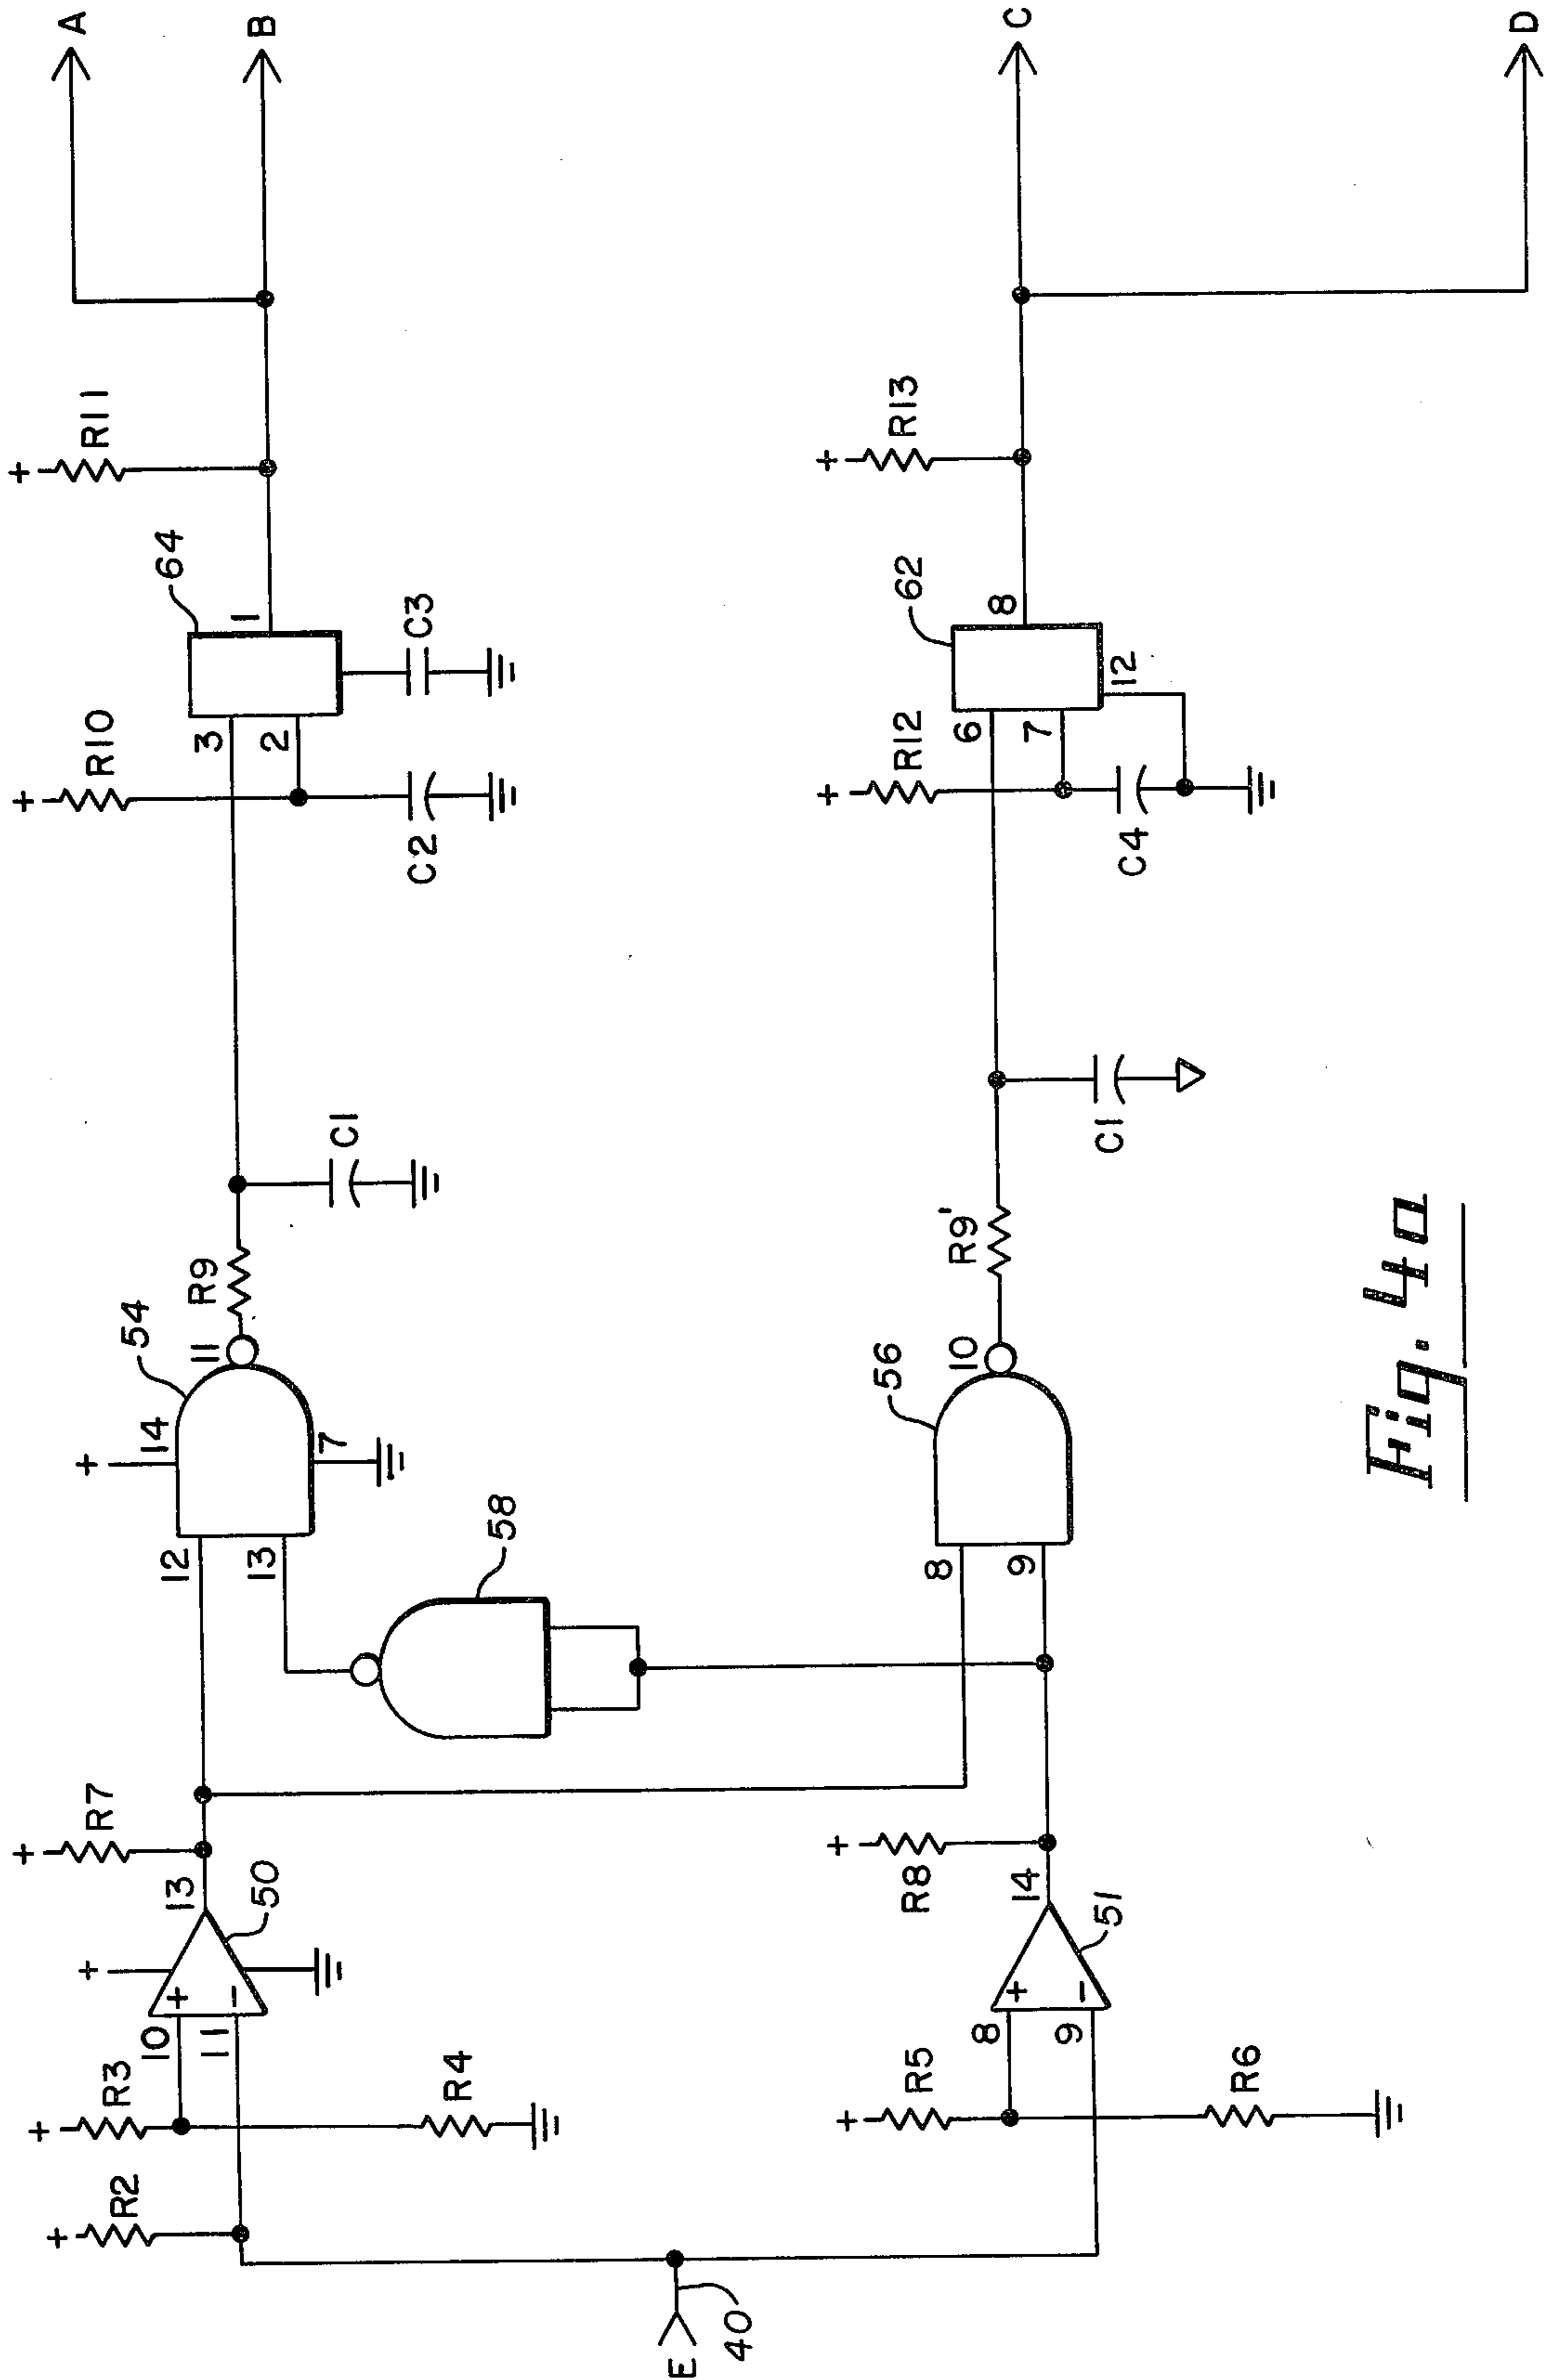 A
B
R11
+
64
1
C3
R10
+
3
2
C2
C1
R9
54
11
14
+
7
12
13
58
R7
+
13
50
+
+
−
10
11
R3
+
R4
R2
+
E
40
C
D
R13
+
62
8
12
R12
+
6
7
C4
C1
R9'
56
10
8
9
R8
+
14
51
+
−
8
9
R5
+
R6
Fig. 4a